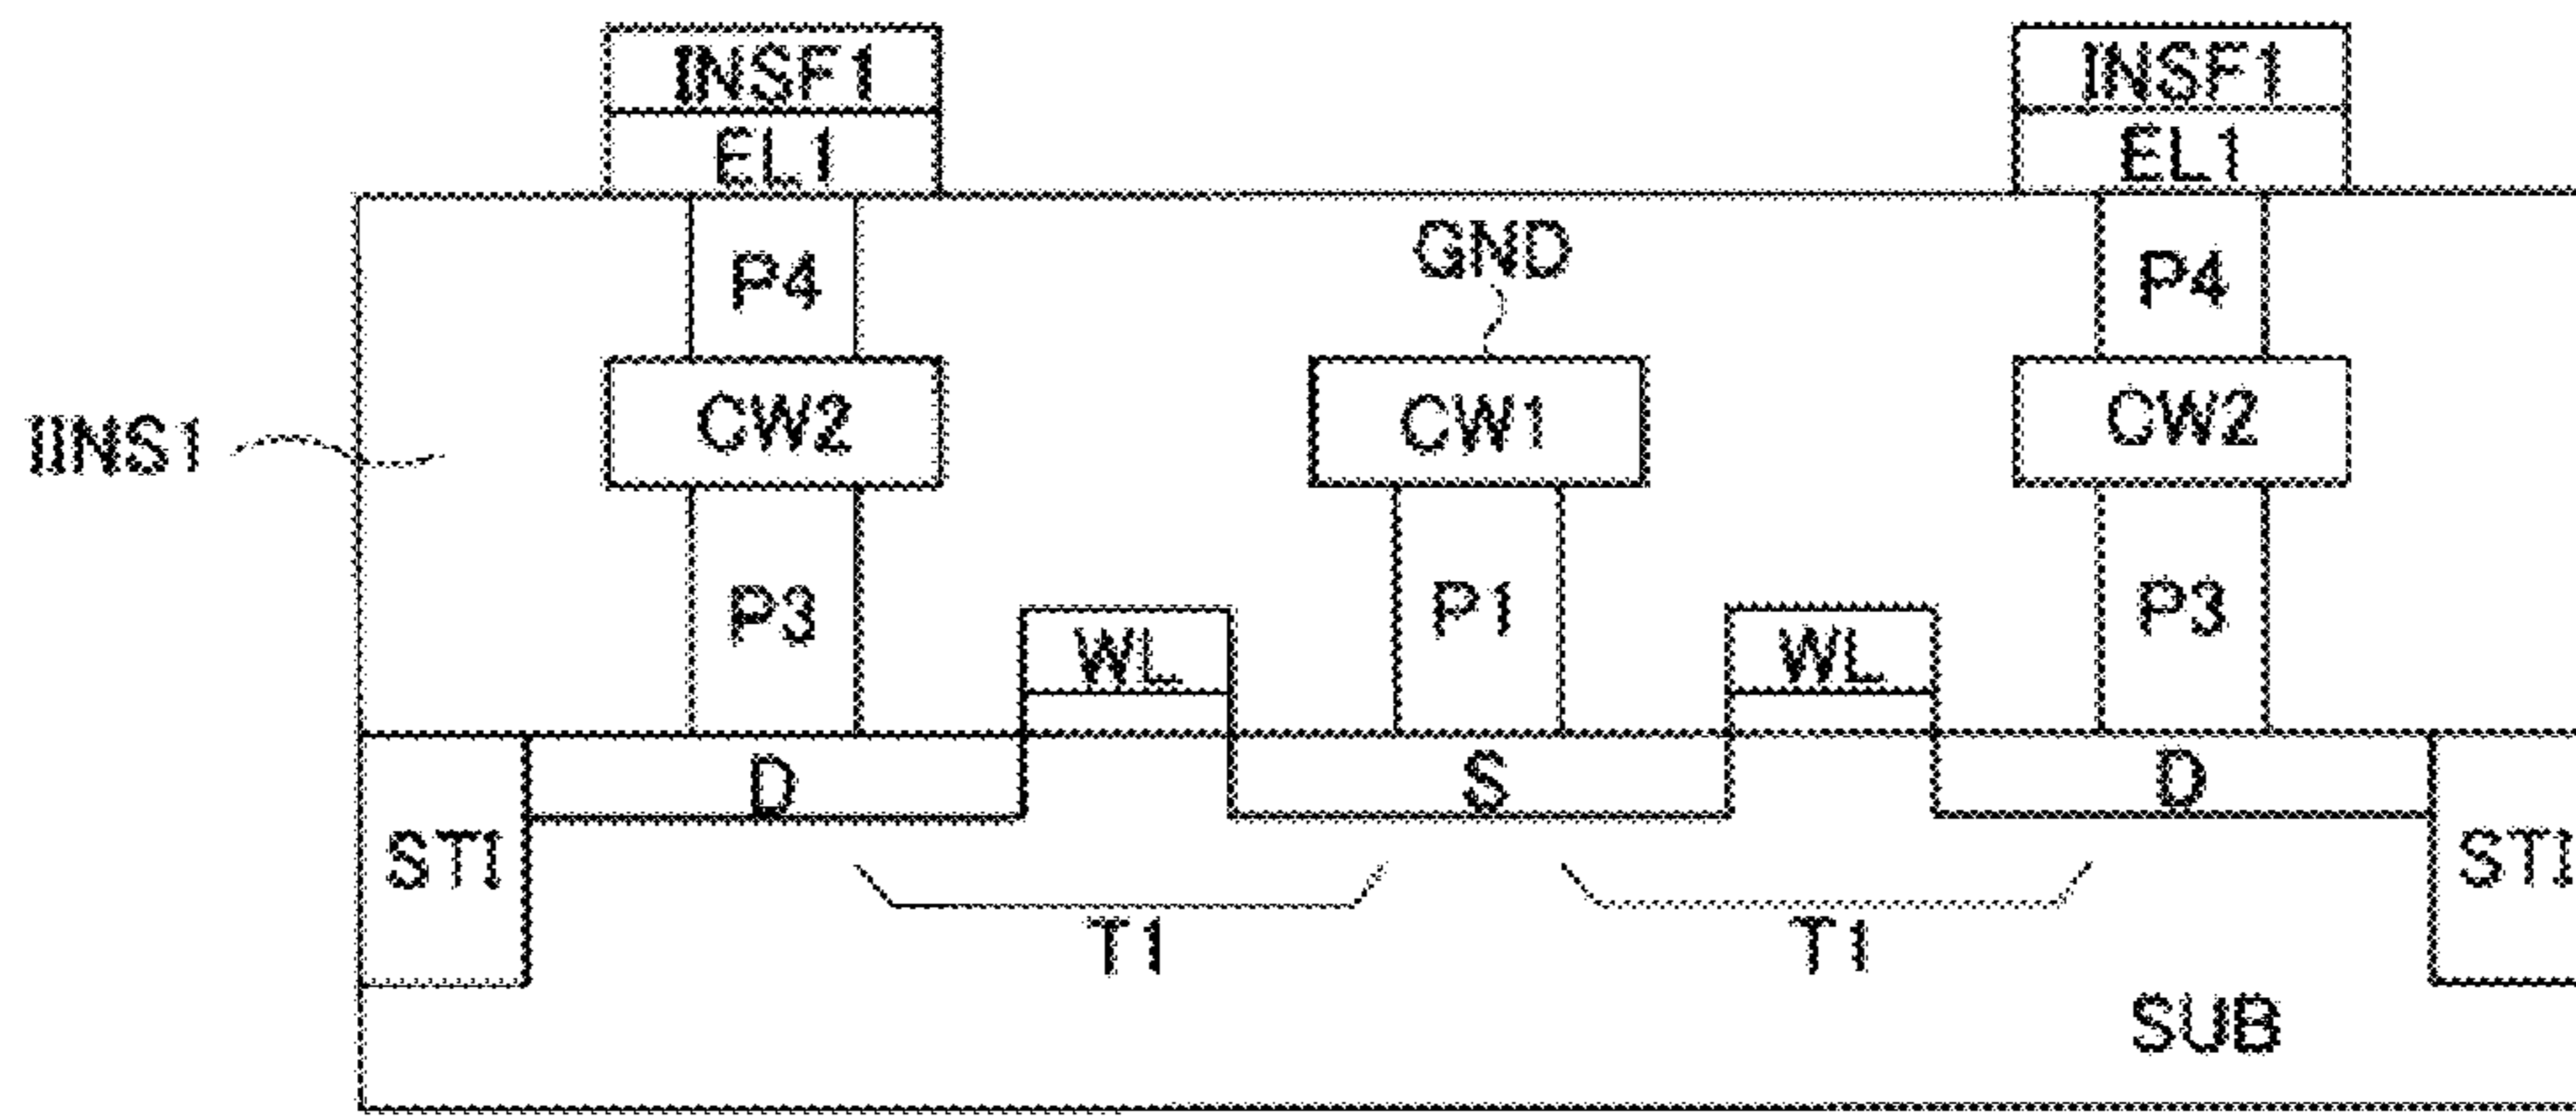 INSF1 INSF1
EL1 EL1
GND
P4 P4
IINS1 CW2 CW1 CW2
P3 P1 P3
WL WL
D S D
STI STI
T1 T1
SUB